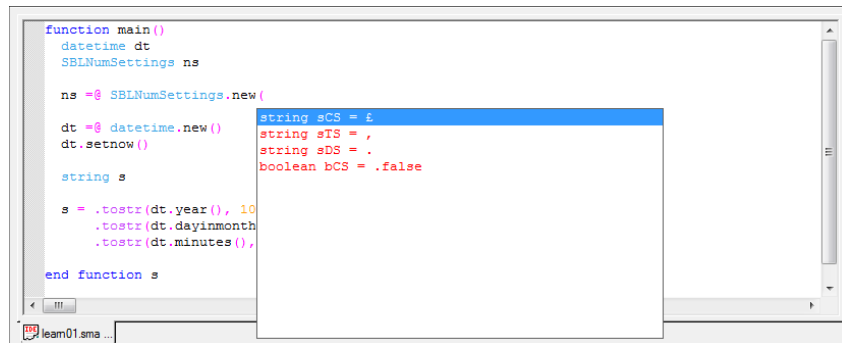 function main()
datetime dt
SBLNumSettings ns
ns =@ SBLNumSettings.new(
string sCS = £
string sTS = ,
string sDS = .
boolean bCS = .false
dt =@ datetime.new()
dt.setnow()
string s
s = .tostr(dt.year(), 10
.tostr(dt.dayinmonth
.tostr(dt.minutes(),
end function s
learn01.sma ...